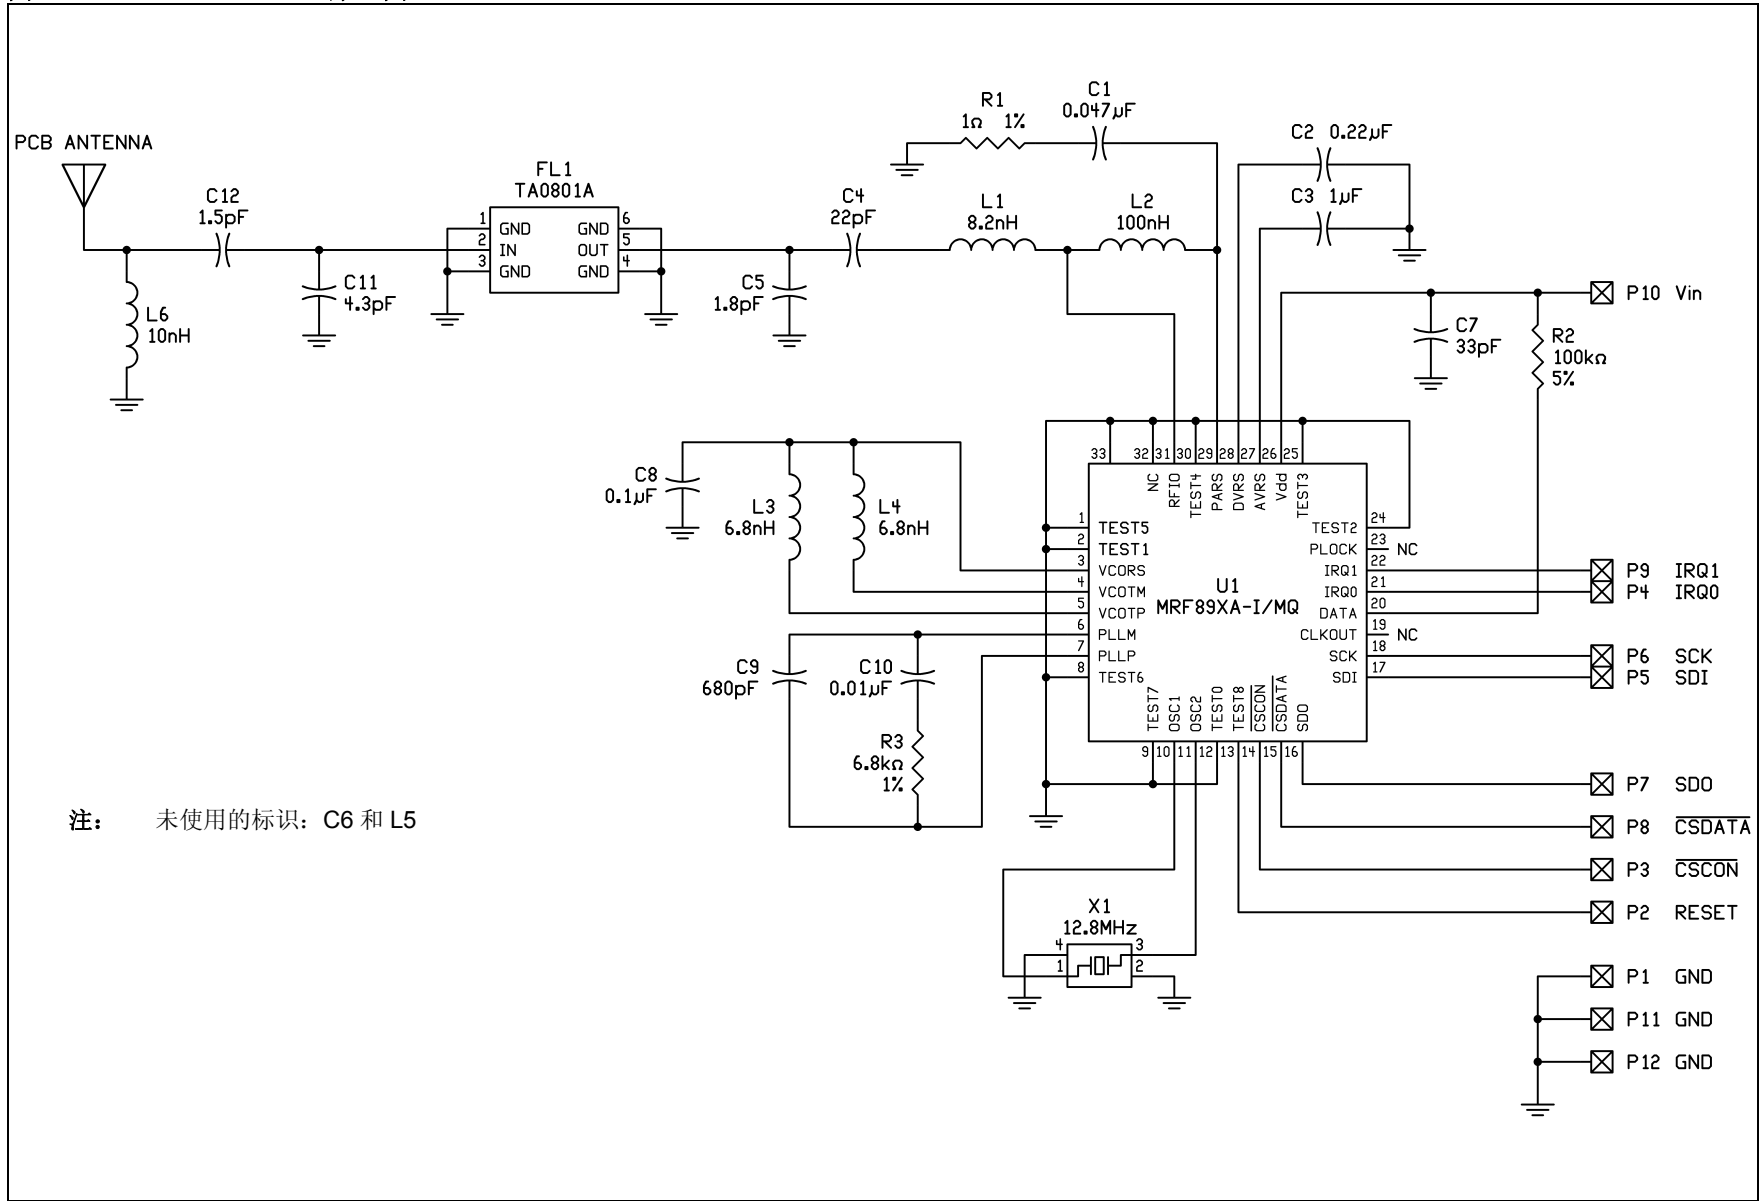 PCB ANTENNA
C12
1.5pF
L6
10nH
C11
4.3pF
FL1
TA0801A
1 GND GND 6
2 IN OUT 5
3 GND GND 4
C4
22pF
C5
1.8pF
R1
1Ω 1%
C1
0.047µF
L1
8.2nH
L2
100nH
C2 0.22µF
C3 1µF
P10 Vin
C7
33pF
R2
100kΩ
5%
C8
0.1µF
L3
6.8nH
L4
6.8nH
33 32 31 30 29 28 27 26 25
NC RFIO TEST4 PARS DVRS AVRS Vdd TEST3
1 TEST5
2 TEST1
3 VCORS
4 VCOTM
5 VCOTP
6 PLLM
7 PLLP
8 TEST6
U1
MRF89XA-I/MQ
TEST2 24
PLOCK 23 NC
IRQ1 22
IRQ0 21
DATA 20
CLKOUT 19 NC
SCK 18
SDI 17
TEST7 OSC1 OSC2 TEST0 TEST8 CSCON CSDATA SDO
9 10 11 12 13 14 15 16
P9 IRQ1
P4 IRQ0
P6 SCK
P5 SDI
C9
680pF
C10
0.01µF
R3
6.8kΩ
1%
P7 SDO
P8 CSDATA
P3 CSCON
P2 RESET
P1 GND
P11 GND
P12 GND
X1
12.8MHz
4 3
1 2
注： 未使用的标识：C6 和 L5